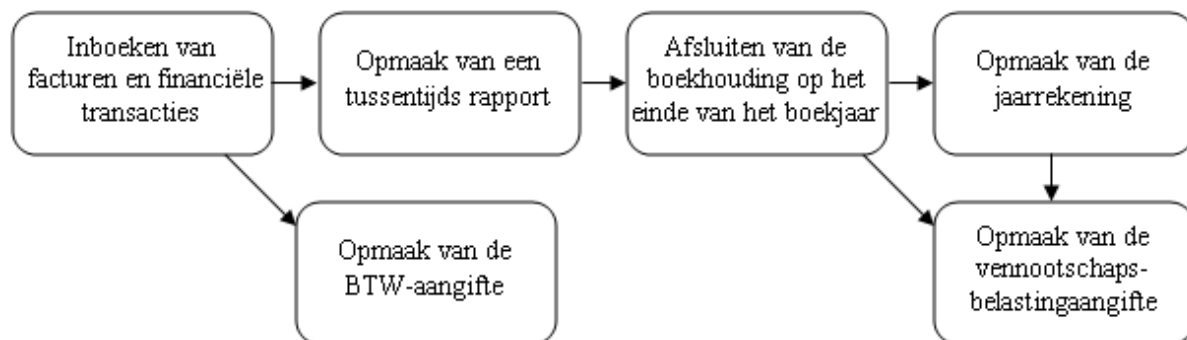 Inboeken van
facturen en financiële
transacties
Opmaak van een
tussentijds rapport
Afsluiten van de
boekhouding op het
einde van het boekjaar
Opmaak van de
jaarrekening
Opmaak van de
BTW-aangifte
Opmaak van de
vennootschaps-
belastingaangifte